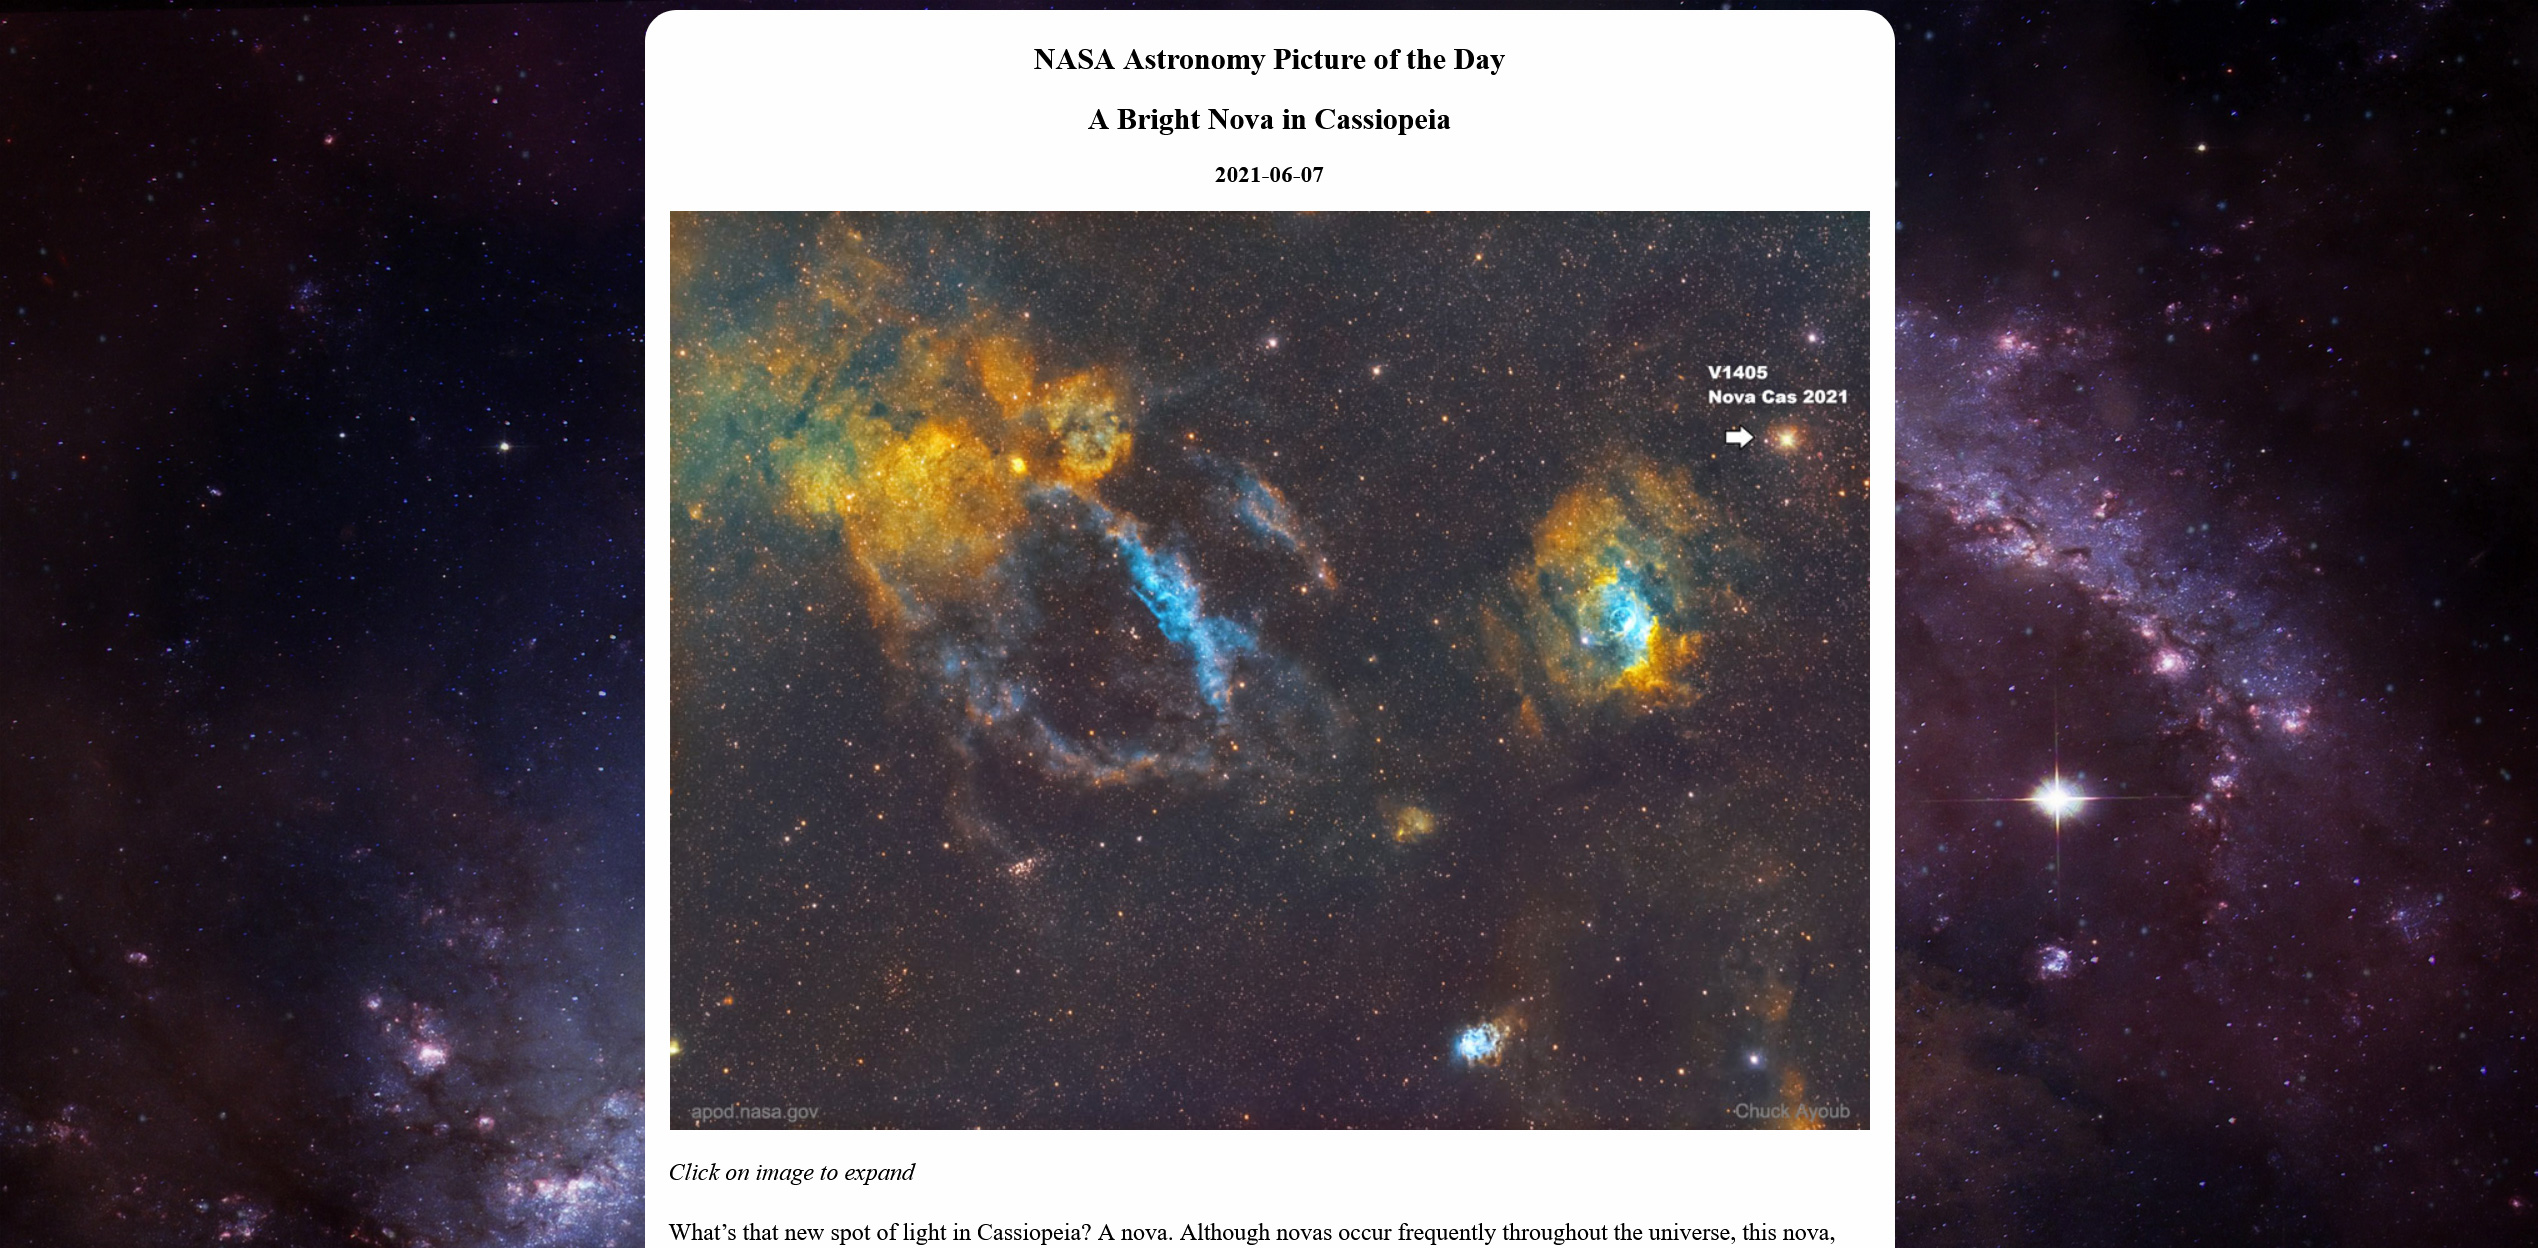 NASA Astronomy Picture of the Day
A Bright Nova in Cassiopeia
2021-06-07
V1405
Nova Cas 2021
apod.nasa.gov
Chuck Ayoub
Click on image to expand
What’s that new spot of light in Cassiopeia? A nova. Although novas occur frequently throughout the universe, this nova,